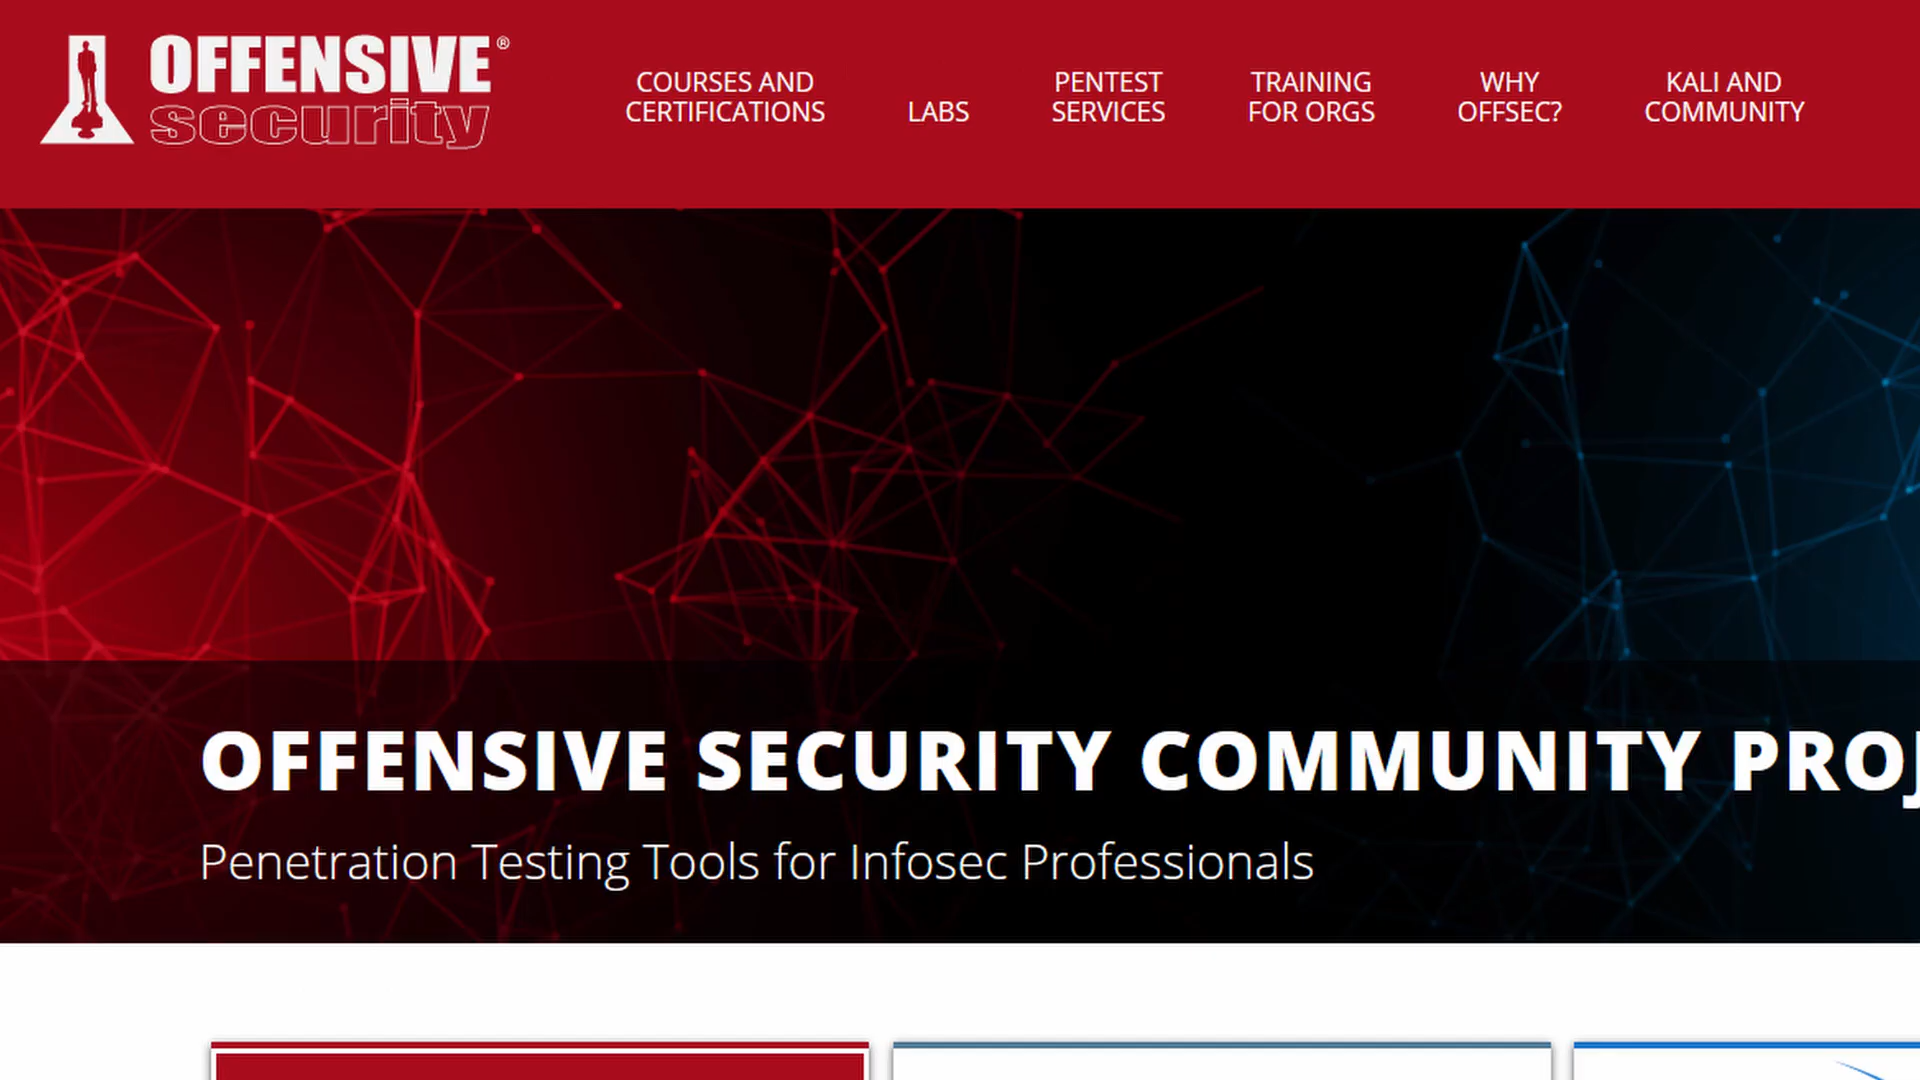 OFFENSIVE®
security
COURSES AND
CERTIFICATIONS
LABS
PENTEST
SERVICES
TRAINING
FOR ORGS
WHY
OFFSEC?
KALI AND
COMMUNITY
OFFENSIVE SECURITY COMMUNITY PROJ
Penetration Testing Tools for Infosec Professionals